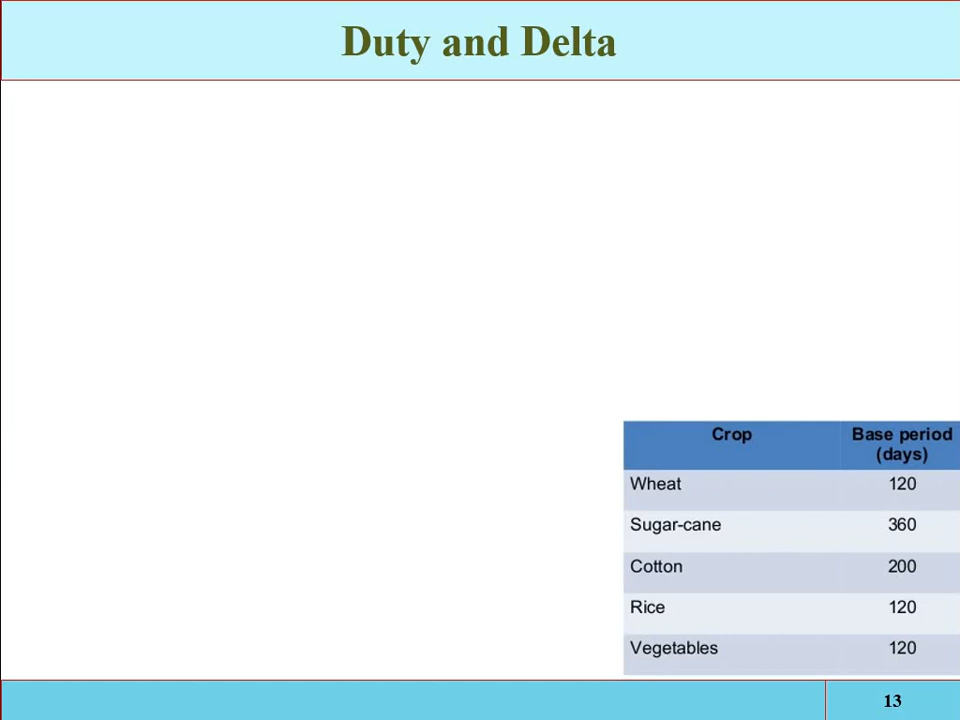 Duty and Delta
Crop Base period
(days)
Wheat 120
Sugar-cane 360
Cotton 200
Rice 120
Vegetables 120
13